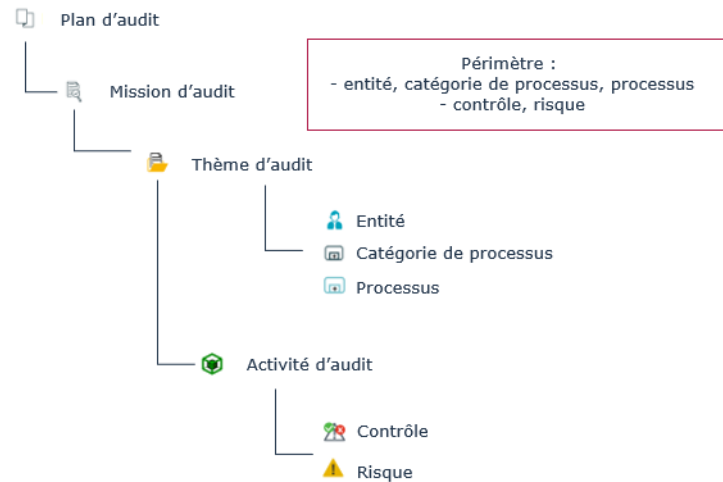 Plan d’audit
Mission d’audit
Périmètre :
- entité, catégorie de processus, processus
- contrôle, risque
Thème d’audit
Entité
Catégorie de processus
Processus
Activité d’audit
Contrôle
Risque